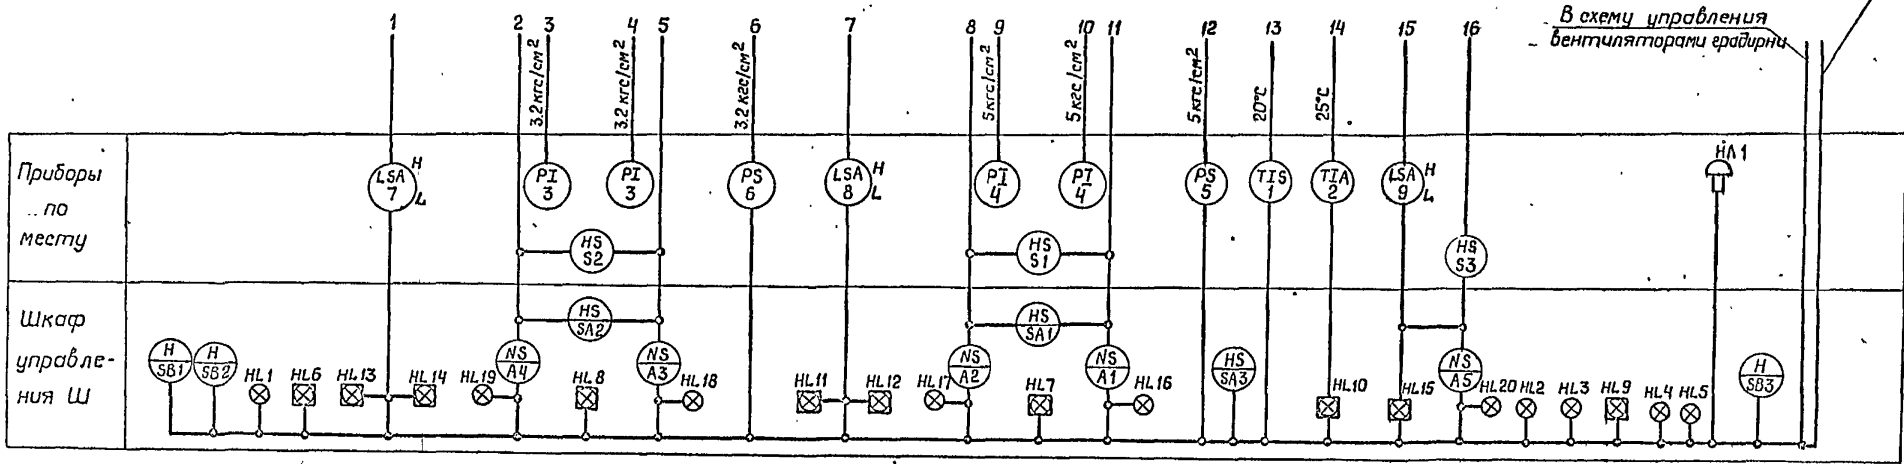 1 2 3 4 5 6 7 8 9 10 11 12 13 14 15 16
В схему управления
вентиляторами градирни
3.2 кгс/см²
3.2 кгс/см²
3.2 кгс/см²
5 кгс/см²
5 кгс/см²
5 кгс/см²
20°C
25°C
Приборы
по
месту
LSA
7
H
L
PI
3
PI
3
PS
6
LSA
8
H
L
PI
4
PI
4
PS
5
TIS
1
TIA
2
LSA
9
H
L
НА1
HS
S2
HS
S1
HS
S3
Шкаф
управле-
ния Ш
HS
SA2
HS
SA1
H
SB1
H
SB2
HL1
HL6
HL13
HL14
HL19
NS
A4
HL8
NS
A3
HL18
HL11
HL12
HL17
NS
A2
HL7
NS
A1
HL16
HS
SA3
HL10
HL15
NS
A5
HL20
HL2
HL3
HL9
HL4
HL5
H
SB3